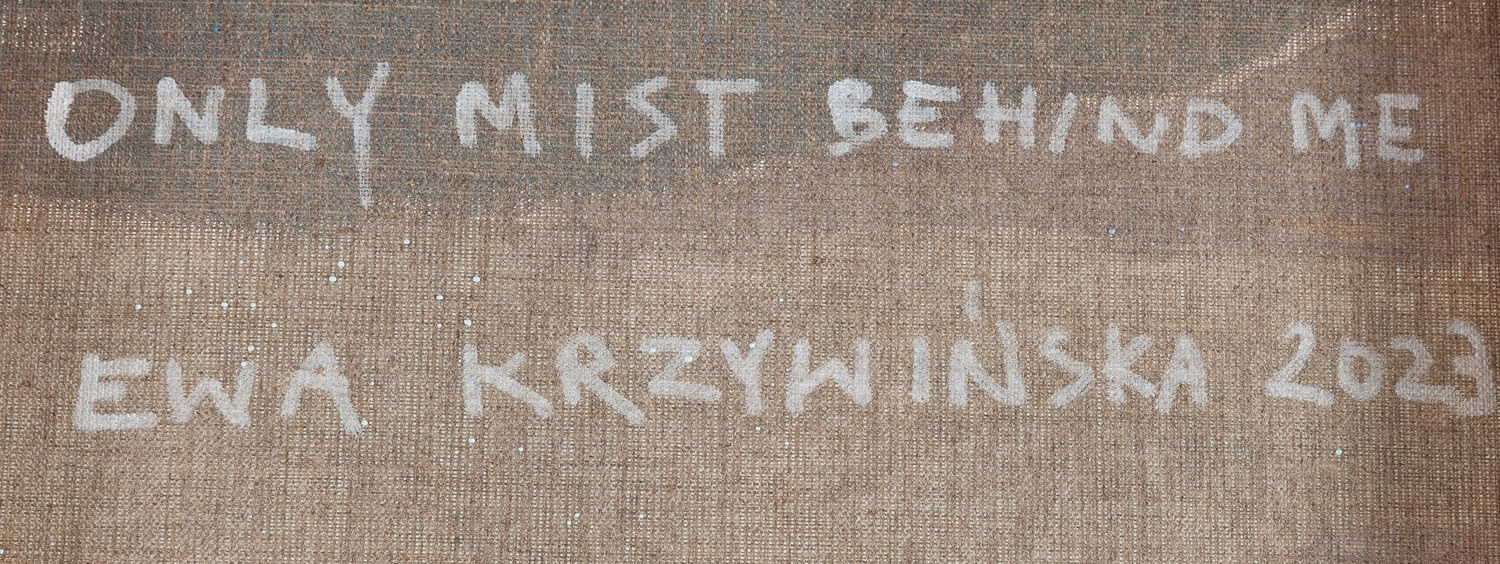 ONLY MIST BEHIND ME
EWA KRZYWIŃSKA 2023